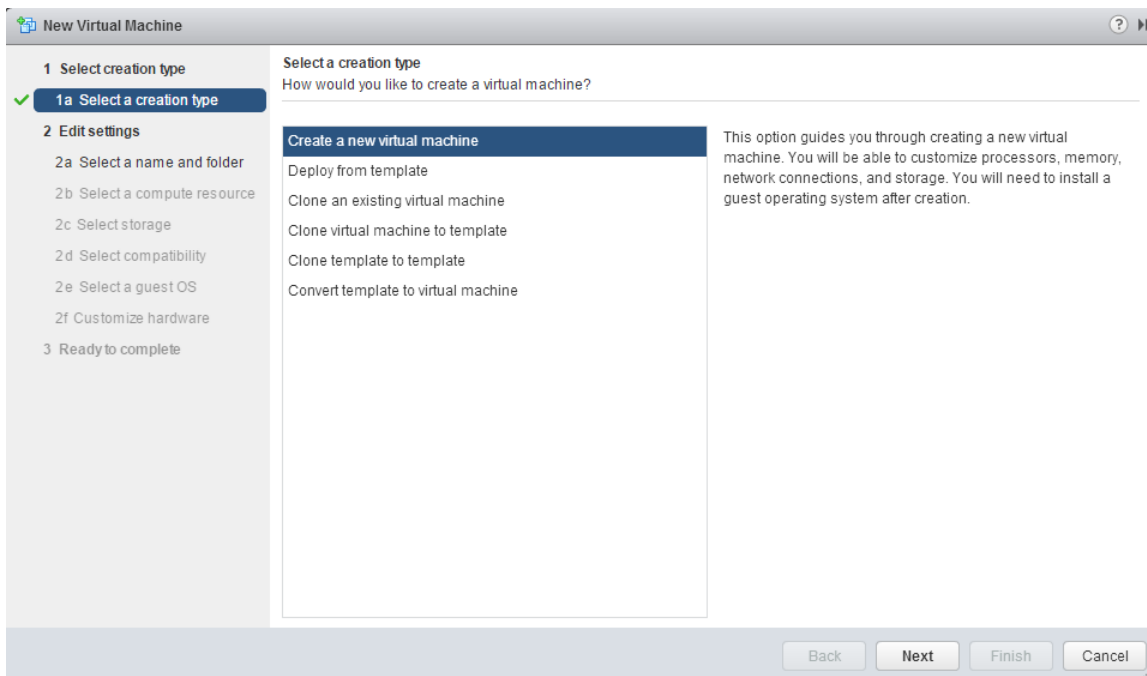 New Virtual Machine
?
1 Select creation type
1a Select a creation type
2 Edit settings
2a Select a name and folder
2b Select a compute resource
2c Select storage
2d Select compatibility
2e Select a guest OS
2f Customize hardware
3 Ready to complete
Select a creation type
How would you like to create a virtual machine?
Create a new virtual machine
Deploy from template
Clone an existing virtual machine
Clone virtual machine to template
Clone template to template
Convert template to virtual machine
This option guides you through creating a new virtual
machine. You will be able to customize processors, memory,
network connections, and storage. You will need to install a
guest operating system after creation.
Back Next Finish Cancel